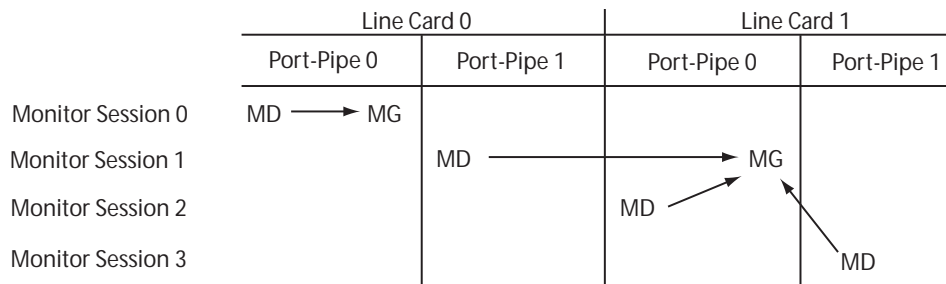 Line Card 0 Line Card 1
Port-Pipe 0 Port-Pipe 1 Port-Pipe 0 Port-Pipe 1
Monitor Session 0 MD MG
Monitor Session 1 MD MG
Monitor Session 2 MD
Monitor Session 3 MD